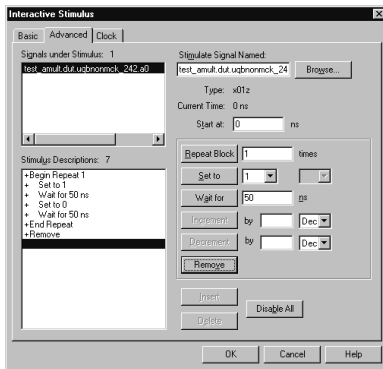 Interactive Stimulus
Basic Advanced Clock
Signals under Stimulus: 1
test_amult.dut.uqbnonmck_242.a0
Stimulate Signal Named:
test_amult.dut.uqbnonmck_24 Browse...
Type: x01z
Current Time: 0 ns
Start at: 0 ns
Stimulus Descriptions: 7
+Begin Repeat 1
+ Set to 1
+ Wait for 50 ns
+ Set to 0
+ Wait for 50 ns
+End Repeat
+Remove
Repeat Block 1 times
Set to 1
Wait for 50 ns
Increment by Dec
Decrement by Dec
Remove
Insert
Delete
Disable All
OK Cancel Help